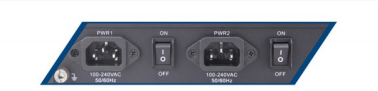 PWR1 ON PWR2 ON
I I
O O
100-240VAC OFF 100-240VAC OFF
50/60Hz 50/60Hz